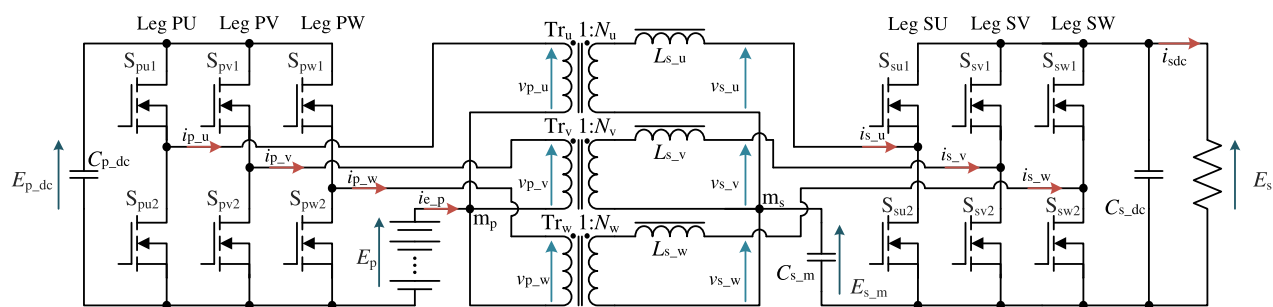 Leg PU Leg PV Leg PW
Tr_u 1:N_u
Leg SU Leg SV Leg SW
S_pu1 S_pv1 S_pw1
L_s_u
S_su1 S_sv1 S_sw1
i_sdc
v_p_u v_s_u
i_p_u
Tr_v 1:N_v
i_s_u
C_p_dc
i_p_v
L_s_v
i_s_v
E_p_dc
i_p_w
v_p_v v_s_v
i_s_w
E_s
S_pu2 S_pv2 S_pw2
i_e_p
m_p
m_s
S_su2 S_sv2 S_sw2
C_s_dc
Tr_w 1:N_w
L_s_w
E_p
v_p_w v_s_w
C_s_m
E_s_m